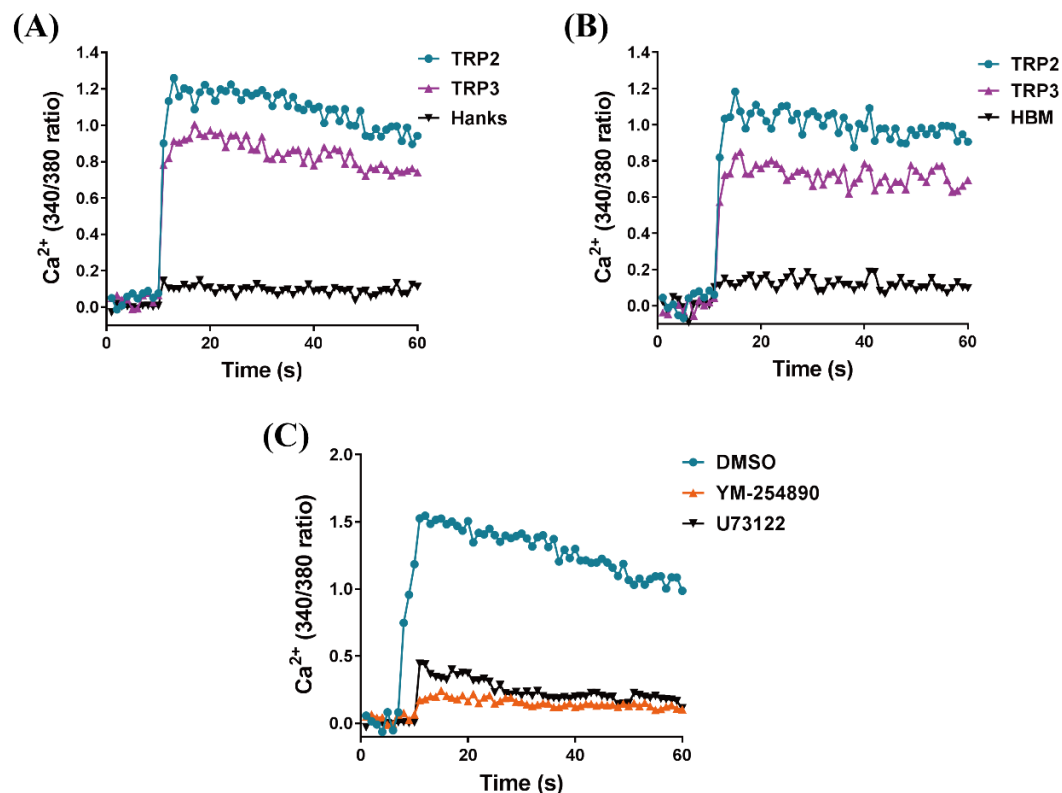 (A)
TRP2
TRP3
Hanks
Ca²⁺ (340/380 ratio)
1.4
1.2
1.0
0.8
0.6
0.4
0.2
0.0
0 20 40 60
Time (s)
(B)
TRP2
TRP3
HBM
Ca²⁺ (340/380 ratio)
1.4
1.2
1.0
0.8
0.6
0.4
0.2
0.0
0 20 40 60
Time (s)
(C)
DMSO
YM-254890
U73122
Ca²⁺ (340/380 ratio)
2.0
1.5
1.0
0.5
0.0
0 20 40 60
Time (s)